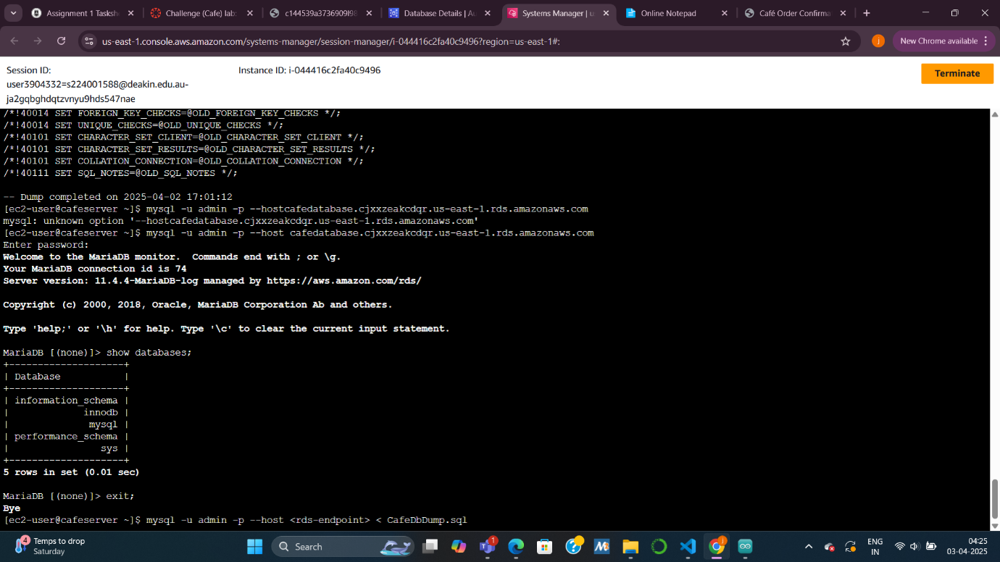 Assignment 1 Tasksh
Challenge (Cafe) lab:
c144539a3736909l98
Database Details | Au
Systems Manager | u
Online Notepad
Café Order Confirma
us-east-1.console.aws.amazon.com/systems-manager/session-manager/i-044416c2fa40c9496?region=us-east-1#:
j
New Chrome available
Session ID:
user3904332=s224001588@deakin.edu.au-
ja2gqbghdqtzvnyu9hds547nae
Instance ID: i-044416c2fa40c9496
Terminate
/*!40014 SET FOREIGN_KEY_CHECKS=@OLD_FOREIGN_KEY_CHECKS */;
/*!40014 SET UNIQUE_CHECKS=@OLD_UNIQUE_CHECKS */;
/*!40101 SET CHARACTER_SET_CLIENT=@OLD_CHARACTER_SET_CLIENT */;
/*!40101 SET CHARACTER_SET_RESULTS=@OLD_CHARACTER_SET_RESULTS */;
/*!40101 SET COLLATION_CONNECTION=@OLD_COLLATION_CONNECTION */;
/*!40111 SET SQL_NOTES=@OLD_SQL_NOTES */;
-- Dump completed on 2025-04-02 17:01:12
[ec2-user@cafeserver ~]$ mysql -u admin -p --hostcafedatabase.cjxxzeakcdqr.us-east-1.rds.amazonaws.com
mysql: unknown option '--hostcafedatabase.cjxxzeakcdqr.us-east-1.rds.amazonaws.com'
[ec2-user@cafeserver ~]$ mysql -u admin -p --host cafedatabase.cjxxzeakcdqr.us-east-1.rds.amazonaws.com
Enter password:
Welcome to the MariaDB monitor.  Commands end with ; or \g.
Your MariaDB connection id is 74
Server version: 11.4.4-MariaDB-log managed by https://aws.amazon.com/rds/
Copyright (c) 2000, 2018, Oracle, MariaDB Corporation Ab and others.
Type 'help;' or '\h' for help. Type '\c' to clear the current input statement.
MariaDB [(none)]> show databases;
+--------------------+
| Database           |
+--------------------+
| information_schema |
|             innodb |
|              mysql |
| performance_schema |
|                sys |
+--------------------+
5 rows in set (0.01 sec)
MariaDB [(none)]> exit;
Bye
[ec2-user@cafeserver ~]$ mysql -u admin -p --host <rds-endpoint> < CafeDbDump.sql
4
Temps to drop
Saturday
Search
1
ENG
IN
04:25
03-04-2025